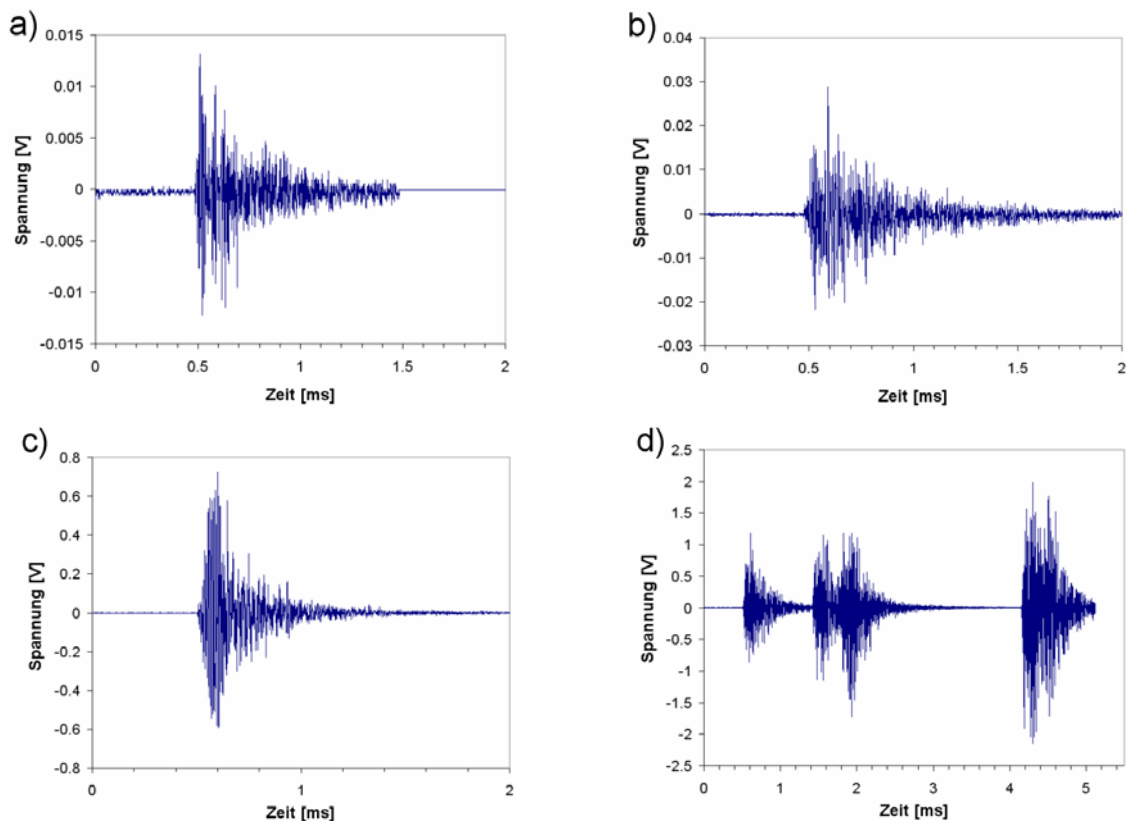 a)
0.015
0.01
0.005
0
-0.005
-0.01
-0.015
Spannung [V]
0 0.5 1 1.5 2
Zeit [ms]
b)
0.04
0.03
0.02
0.01
0
-0.01
-0.02
-0.03
Spannung [V]
0 0.5 1 1.5 2
Zeit [ms]
c)
0.8
0.6
0.4
0.2
0
-0.2
-0.4
-0.6
-0.8
Spannung [V]
0 1 2
Zeit [ms]
d)
2.5
2
1.5
1
0.5
0
-0.5
-1
-1.5
-2
-2.5
Spannung [V]
0 1 2 3 4 5
Zeit [ms]